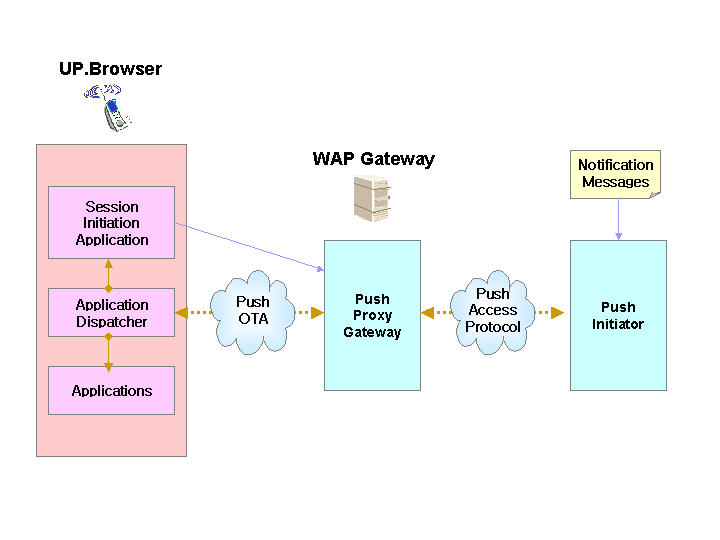 UP.Browser
WAP Gateway
Notification
Messages
Session
Initiation
Application
Application
Dispatcher
Applications
Push
OTA
Push
Proxy
Gateway
Push
Access
Protocol
Push
Initiator